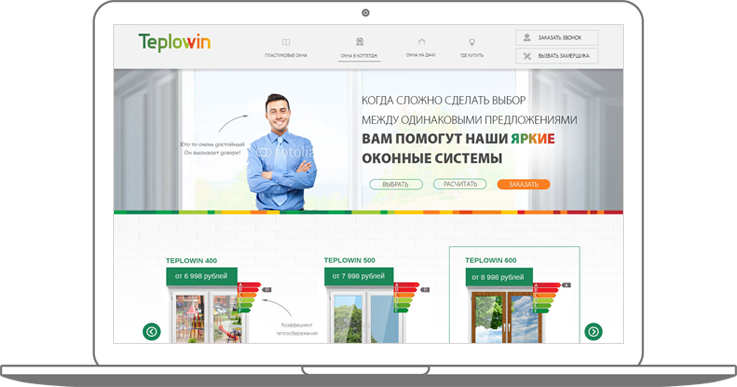 Teplowin
ПЛАСТИКОВЫЕ ОКНА
ОКНА В КОТТЕДЖ
ОКНА НА ДАЧУ
ГДЕ КУПИТЬ
ЗАКАЗАТЬ ЗВОНОК
ВЫЗВАТЬ ЗАМЕРЩИКА
КОГДА СЛОЖНО СДЕЛАТЬ ВЫБОР
МЕЖДУ ОДИНАКОВЫМИ ПРЕДЛОЖЕНИЯМИ
ВАМ ПОМОГУТ НАШИ ЯРКИЕ
ОКОННЫЕ СИСТЕМЫ
Кто то очень достойный
Он вызывает доверие!
fotolia
ВЫБРАТЬ
РАСЧИТАТЬ
ЗАКАЗАТЬ
TEPLOWIN 400
от 6 998 рублей
TEPLOWIN 500
от 7 998 рублей
TEPLOWIN 600
от 8 998 рублей
Коэффициент
теплосбережения